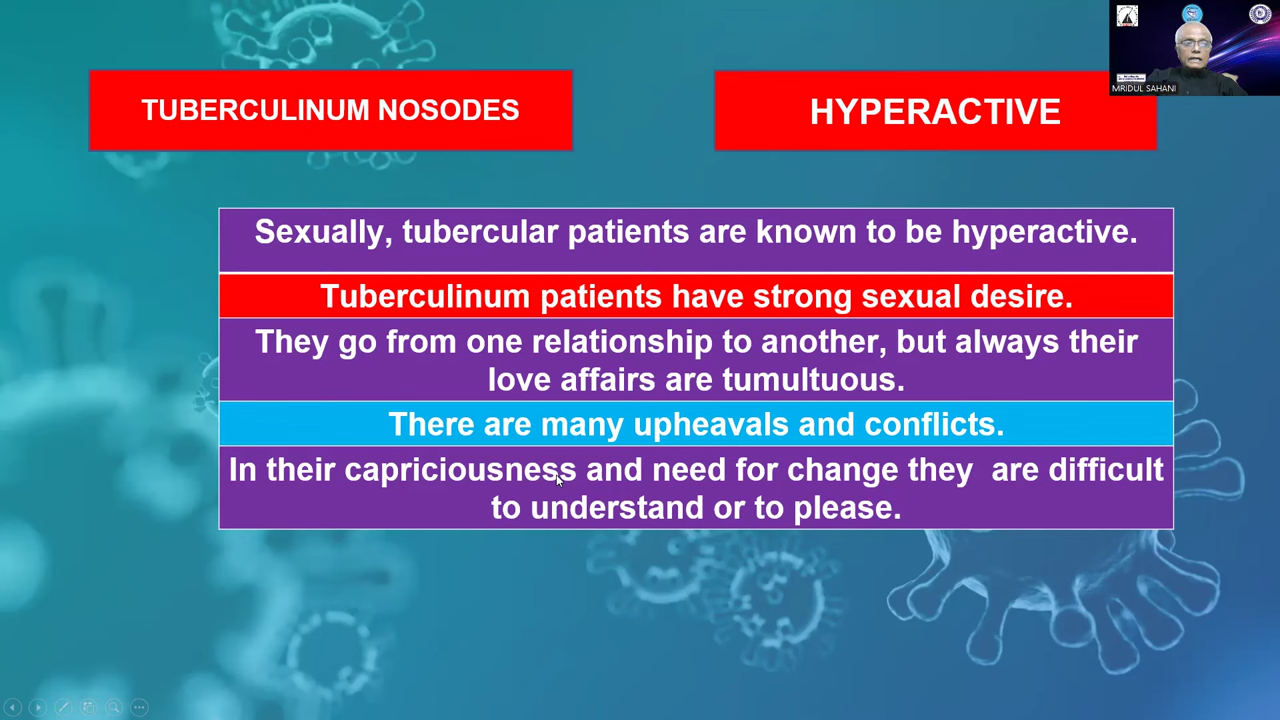 TUBERCULINUM NOSODES
HYPERACTIVE
MRIDUL SAHANI
Sexually, tubercular patients are known to be hyperactive.
Tuberculinum patients have strong sexual desire.
They go from one relationship to another, but always their
love affairs are tumultuous.
There are many upheavals and conflicts.
In their capriciousness and need for change they are difficult
to understand or to please.